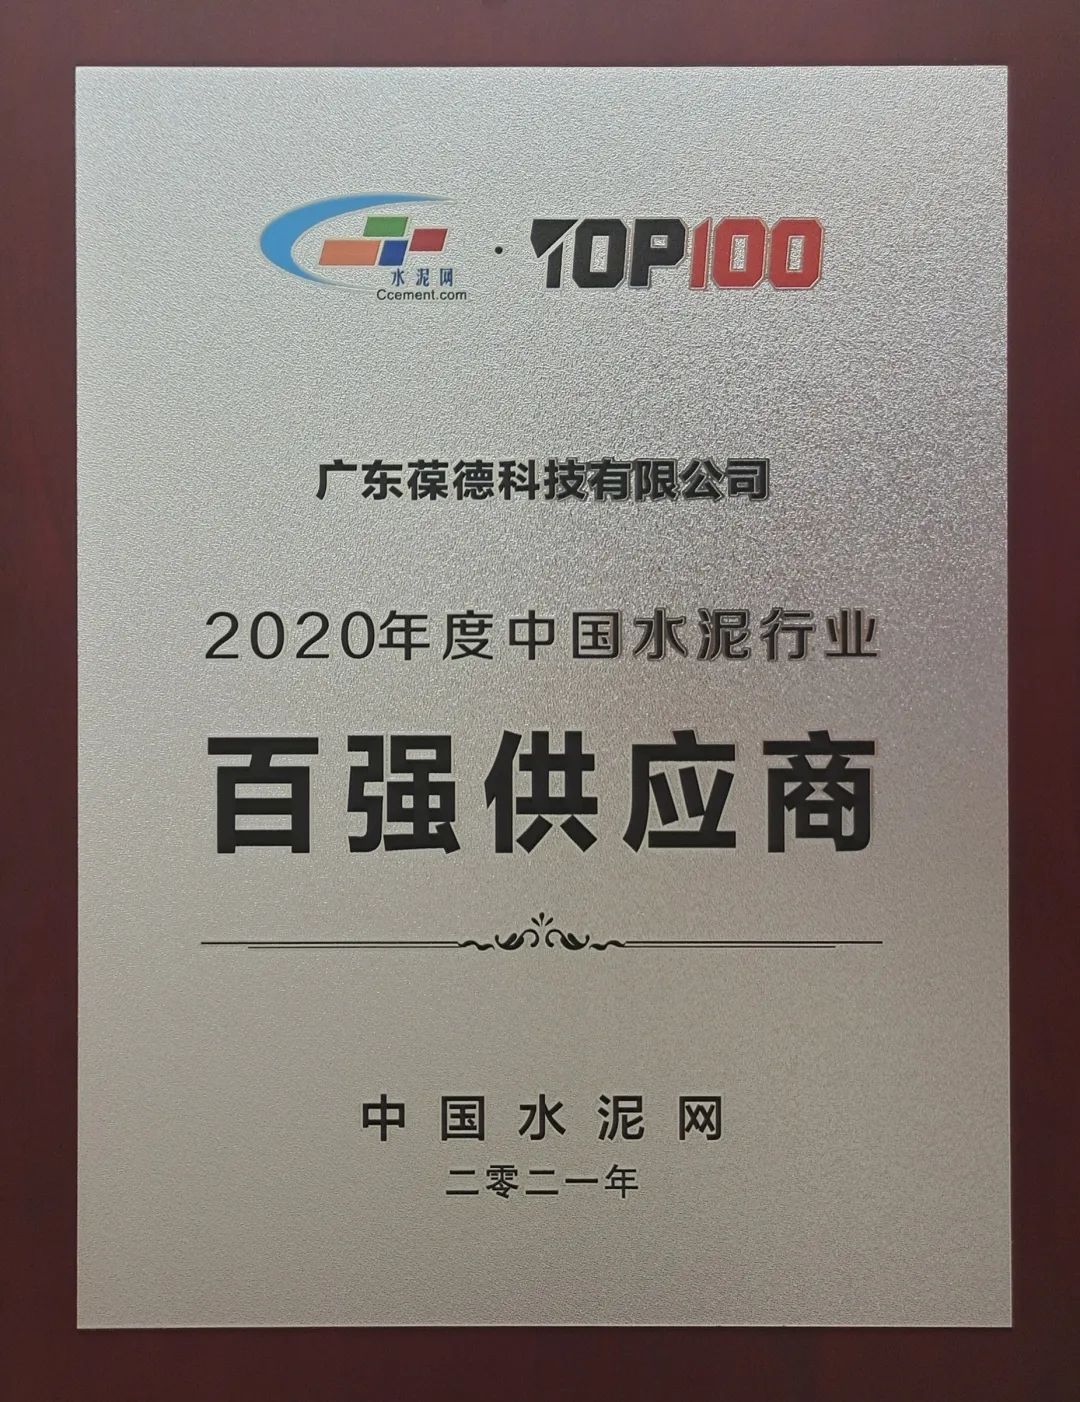 水泥网
Ccement.com
· TOP100
广东葆德科技有限公司
2020年度中国水泥行业
百强供应商
中国水泥网
二零二一年